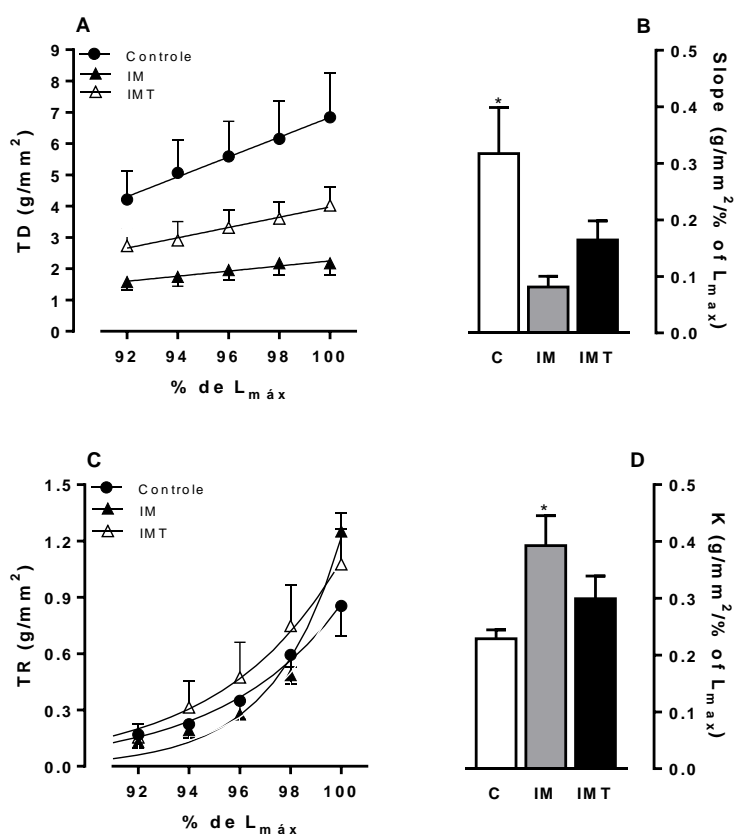 A
9
8
7
6
5
4
3
2
1
0
TD (g/mm²)
Controle
IM
IMT
92 94 96 98 100
% de Lmáx
B
*
C IM IMT
0.5
0.4
0.3
0.2
0.1
0.0
Slope (g/mm²/% of Lmax)
C
1.5
1.2
0.9
0.6
0.3
0.0
TR (g/mm²)
Controle
IM
IMT
92 94 96 98 100
% de Lmáx
D
*
C IM IMT
0.5
0.4
0.3
0.2
0.1
0.0
K (g/mm²/% of Lmax)